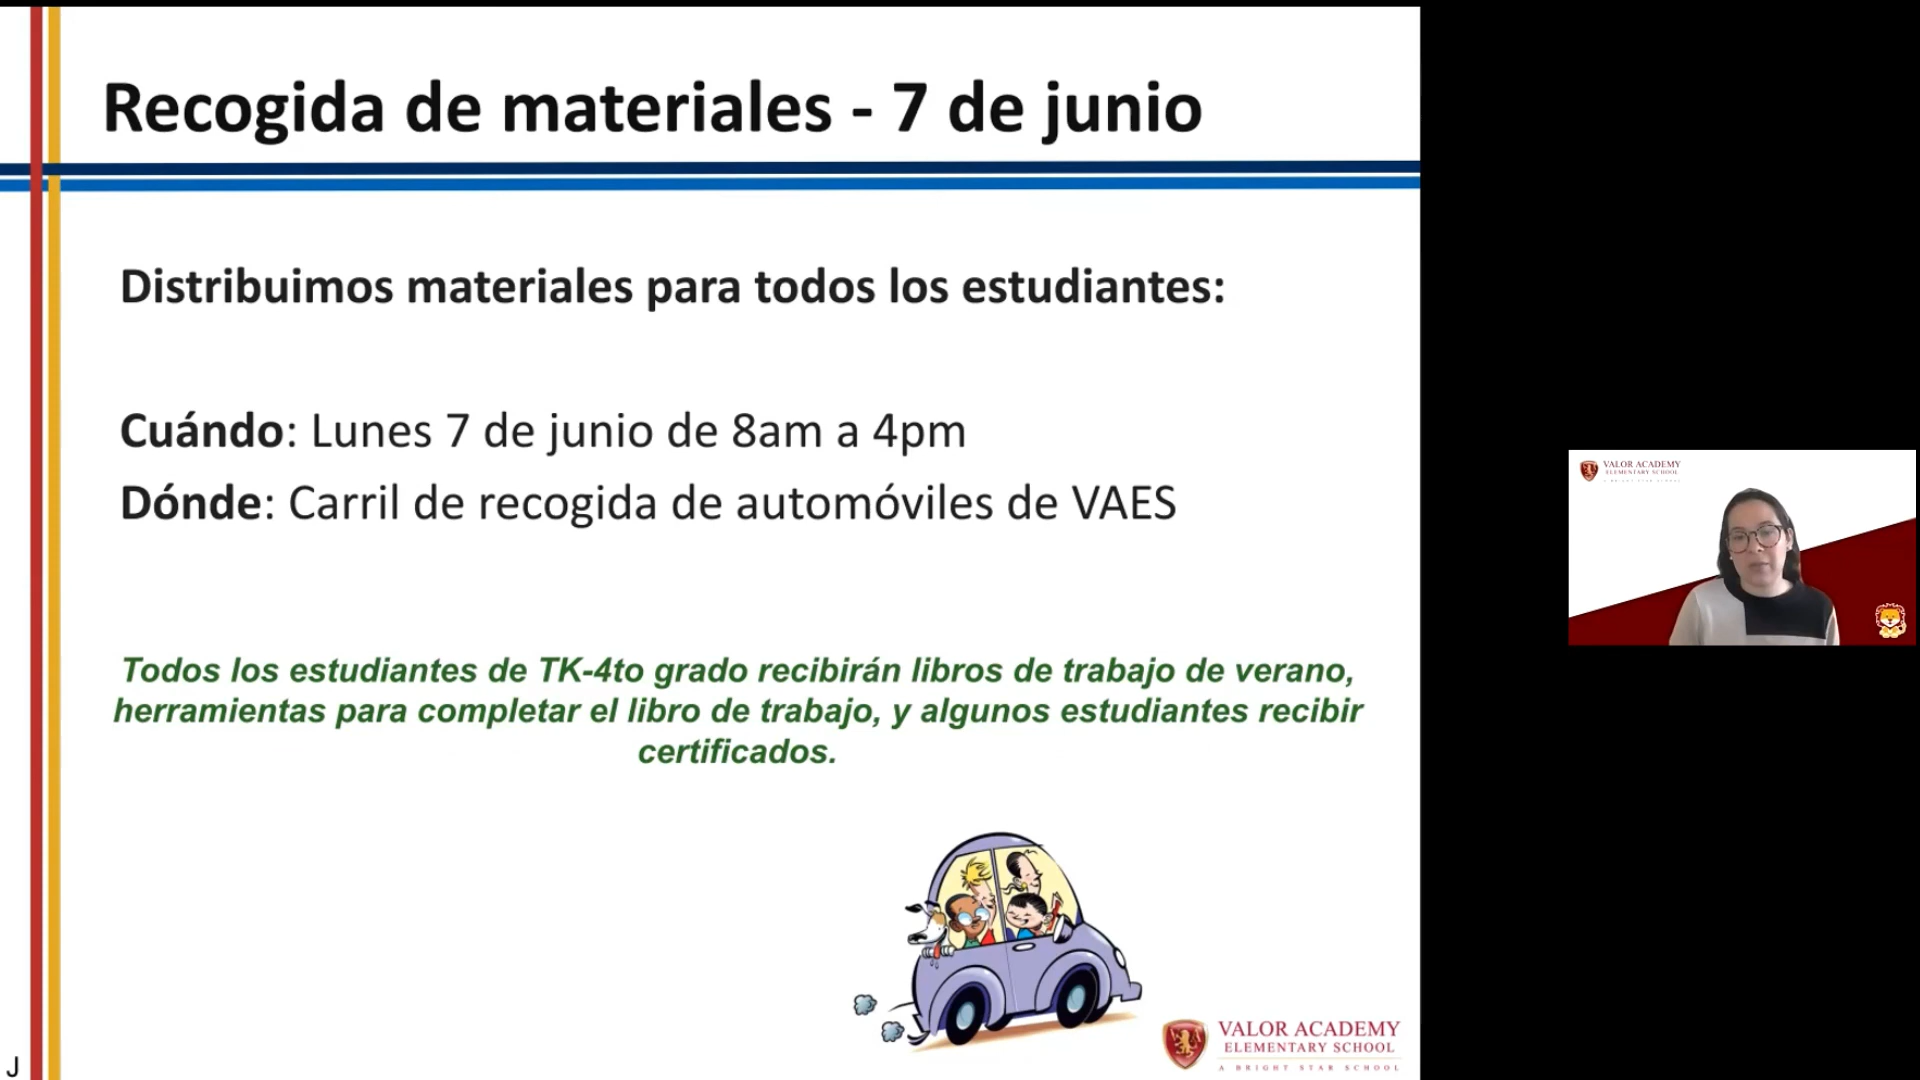 Recogida de materiales - 7 de junio
Distribuimos materiales para todos los estudiantes:
Cuándo: Lunes 7 de junio de 8am a 4pm
Dónde: Carril de recogida de automóviles de VAES
Todos los estudiantes de TK-4to grado recibirán libros de trabajo de verano,
herramientas para completar el libro de trabajo, y algunos estudiantes recibir
certificados.
VALOR ACADEMY
ELEMENTARY SCHOOL
A BRIGHT STAR SCHOOL
J
VALOR ACADEMY
ELEMENTARY SCHOOL